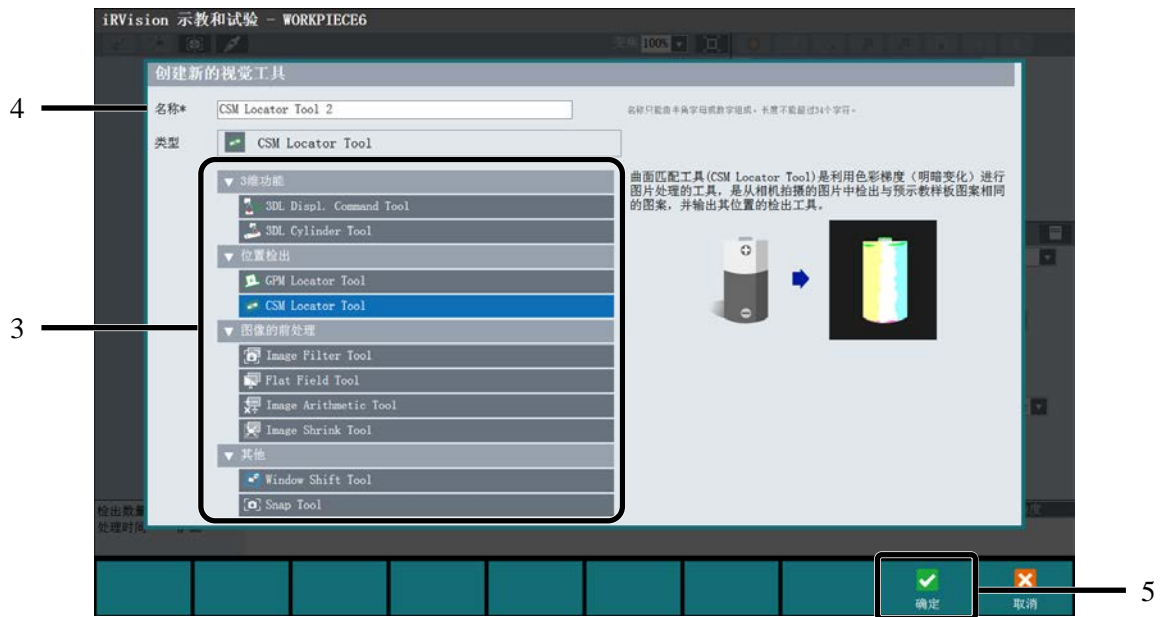 iRVision 示教和试验 - WORKPIECE6
100%
创建新的视觉工具
4
名称*
CSM Locator Tool 2
名称只能由半角字母或数字组成，长度不能超过34个字符。
类型
CSM Locator Tool
3
▼ 3维功能
3DL Displ. Command Tool
3DL Cylinder Tool
▼ 位置检出
GPM Locator Tool
CSM Locator Tool
▼ 图像的前处理
Image Filter Tool
Flat Field Tool
Image Arithmetic Tool
Image Shrink Tool
▼ 其他
Window Shift Tool
Snap Tool
曲面匹配工具(CSM Locator Tool)是利用色彩梯度（明暗变化）进行
图片处理的工具，是从相机拍摄的图片中检出与预示教样板图案相同
的图案，并输出其位置的检出工具。
检出数量
处理时间
确定
取消
5